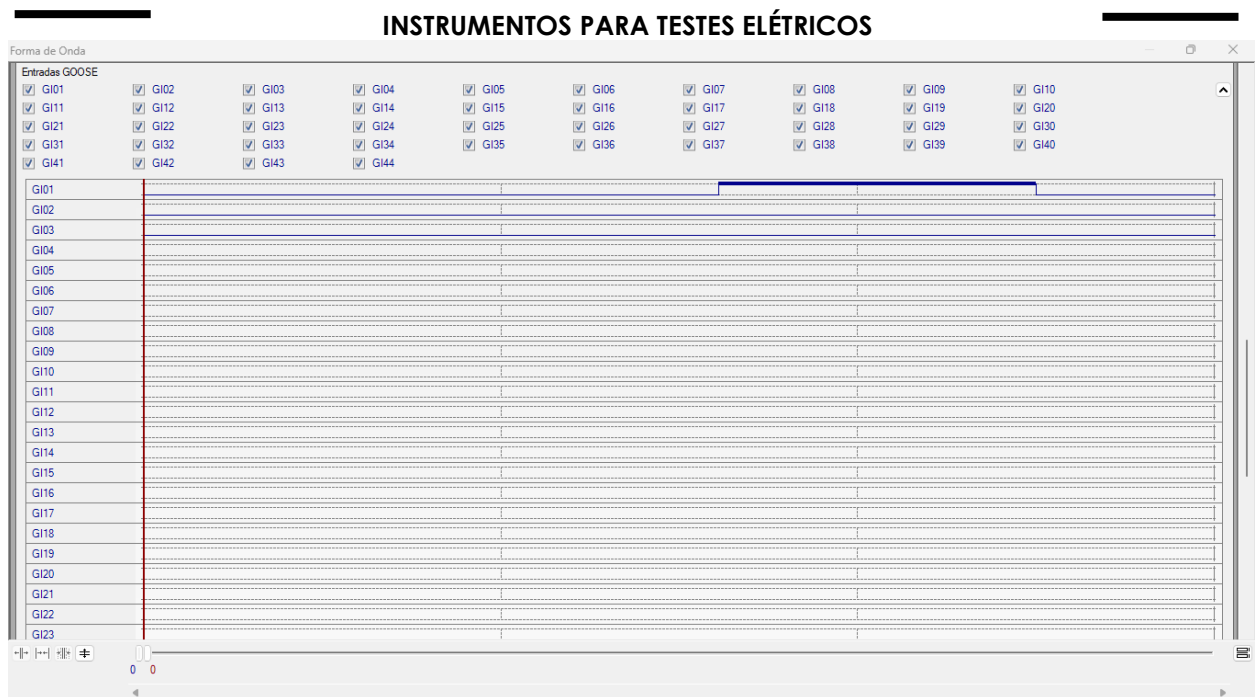 INSTRUMENTOS PARA TESTES ELÉTRICOS
Forma de Onda
Entradas GOOSE
GI01 GI02 GI03 GI04 GI05 GI06 GI07 GI08 GI09 GI10
GI11 GI12 GI13 GI14 GI15 GI16 GI17 GI18 GI19 GI20
GI21 GI22 GI23 GI24 GI25 GI26 GI27 GI28 GI29 GI30
GI31 GI32 GI33 GI34 GI35 GI36 GI37 GI38 GI39 GI40
GI41 GI42 GI43 GI44
GI01
GI02
GI03
GI04
GI05
GI06
GI07
GI08
GI09
GI10
GI11
GI12
GI13
GI14
GI15
GI16
GI17
GI18
GI19
GI20
GI21
GI22
GI23
0 0